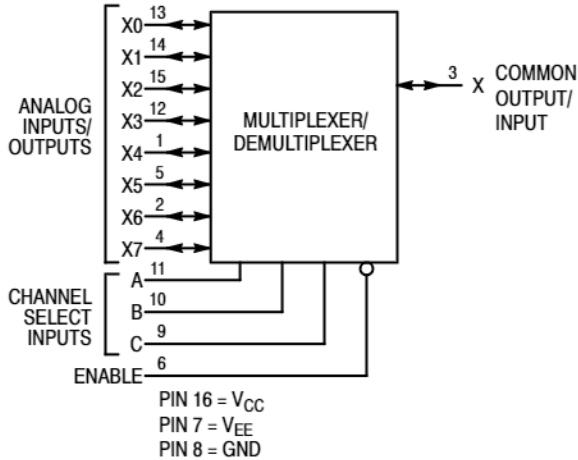 X0 13
X1 14
X2 15
X3 12
X4 1
X5 5
X6 2
X7 4
ANALOG
INPUTS/
OUTPUTS
MULTIPLEXER/
DEMULTIPLEXER
3 X COMMON
OUTPUT/
INPUT
A 11
B 10
C 9
CHANNEL
SELECT
INPUTS
ENABLE 6
PIN 16 = VCC
PIN 7 = VEE
PIN 8 = GND